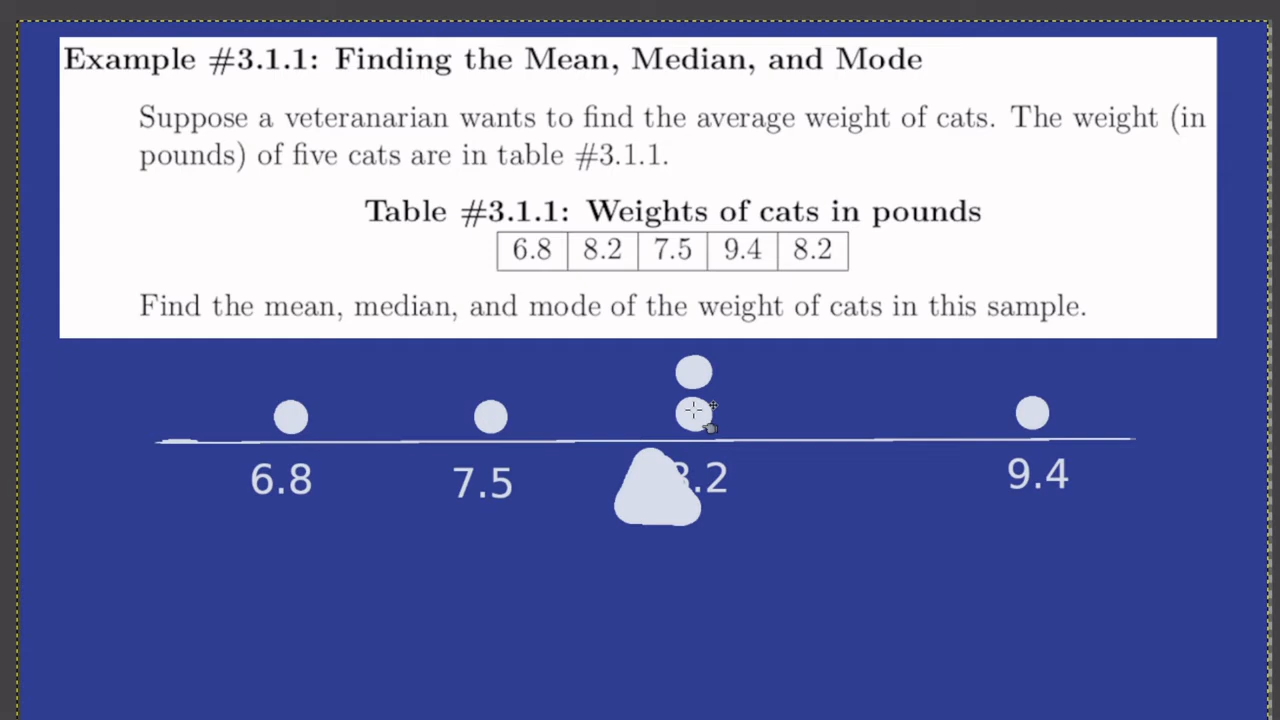 Example #3.1.1: Finding the Mean, Median, and Mode
Suppose a veteranarian wants to find the average weight of cats. The weight (in
pounds) of five cats are in table #3.1.1.
Table #3.1.1: Weights of cats in pounds
6.8 8.2 7.5 9.4 8.2
Find the mean, median, and mode of the weight of cats in this sample.
6.8 7.5 8.2 9.4